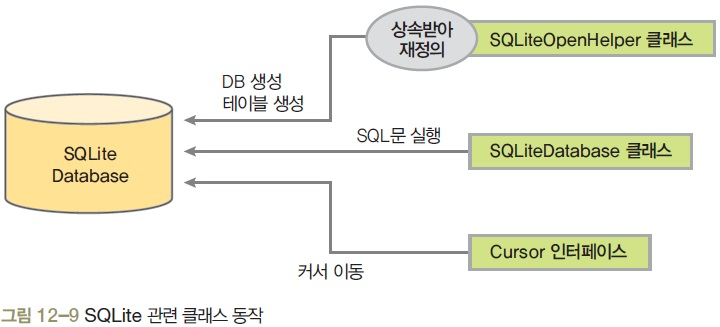 상속받아
재정의
SQLiteOpenHelper 클래스
DB 생성
테이블 생성
SQL문 실행
SQLite
Database
SQLiteDatabase 클래스
Cursor 인터페이스
커서 이동
그림 12-9 SQLite 관련 클래스 동작